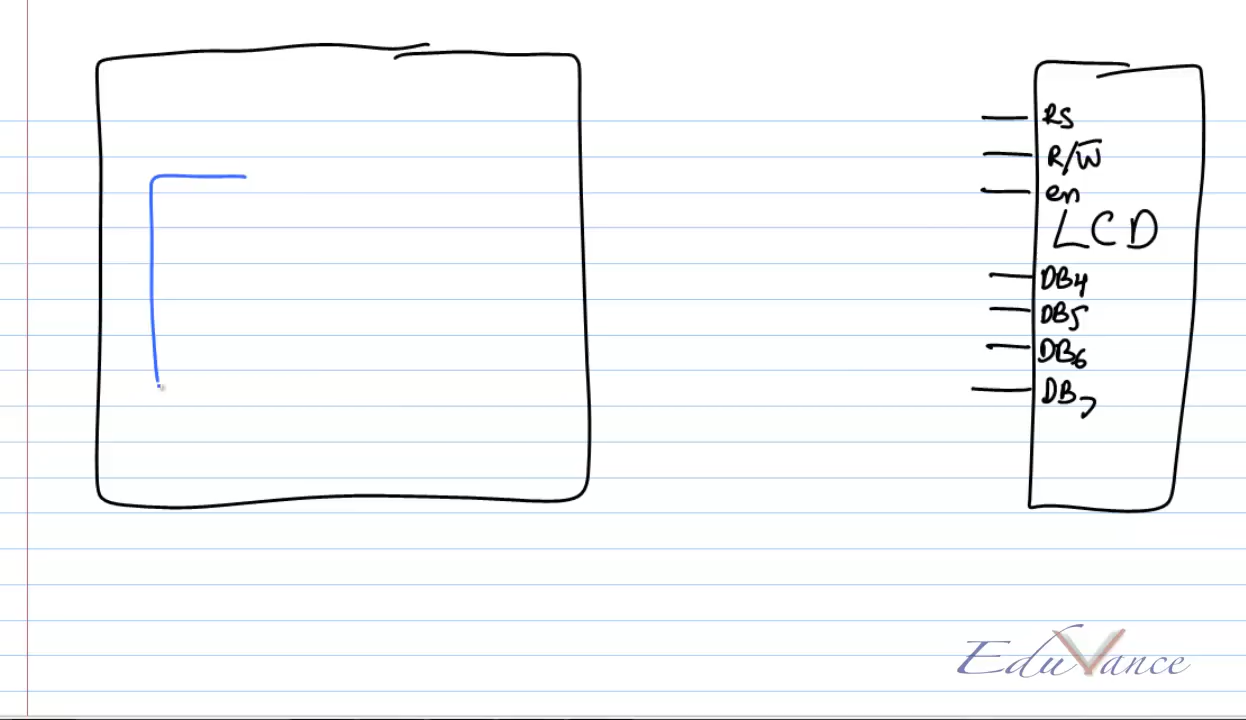 RS
R/W̅
en
LCD
DB4
DB5
DB6
DB7
EduVance